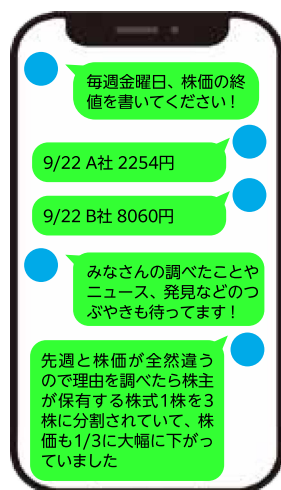 毎週金曜日、株価の終
値を書いてください！
9/22 A社 2254円
9/22 B社 8060円
みなさんの調べたことや
ニュース、発見などのつ
ぶやきも待ってます！
先週と株価が全然違う
ので理由を調べたら株主
が保有する株式1株を3
株に分割されていて、株
価も1/3に大幅に下がっ
ていました